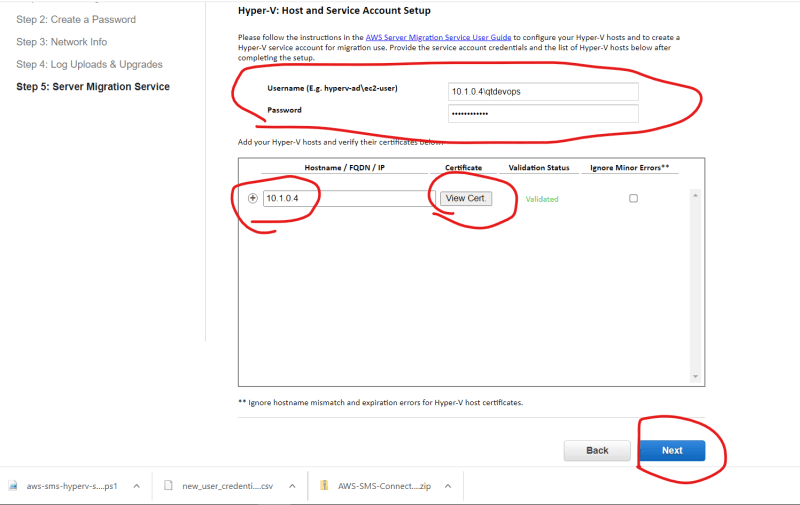 Step 2: Create a Password
Step 3: Network Info
Step 4: Log Uploads & Upgrades
Step 5: Server Migration Service
Hyper-V: Host and Service Account Setup
Please follow the instructions in the AWS Server Migration Service User Guide to configure your Hyper-V hosts and to create a
Hyper-V service account for migration use. Provide the service account credentials and the list of Hyper-V hosts below after
completing the setup.
Username (E.g. hyperv-ad\ec2-user)
10.1.0.4\qtdevops
Password
••••••••••••
Add your Hyper-V hosts and verify their certificates below.
Hostname / FQDN / IP Certificate Validation Status Ignore Minor Errors**
10.1.0.4 View Cert. Validated
** Ignore hostname mismatch and expiration errors for Hyper-V host certificates.
Back Next
aws-sms-hyperv-s....ps1 new_user_credenti....csv AWS-SMS-Connect....zip